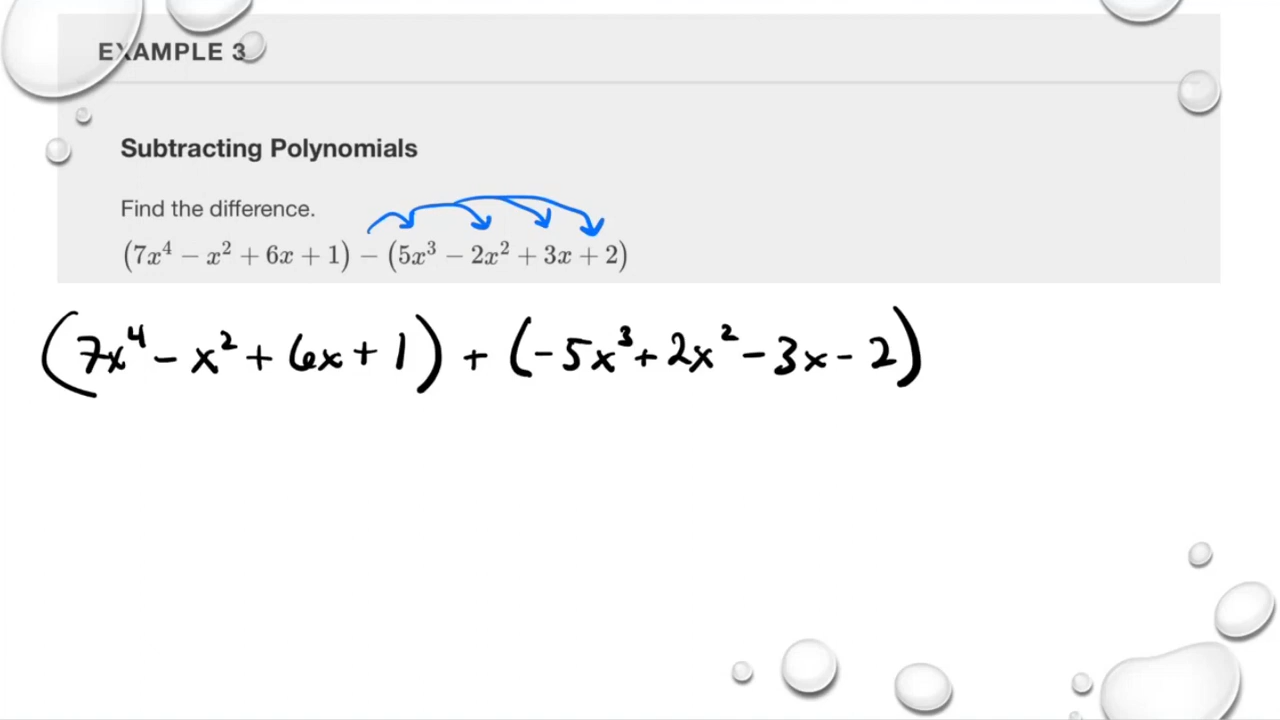 EXAMPLE 3
Subtracting Polynomials
Find the difference.
(7x⁴ − x² + 6x + 1) − (5x³ − 2x² + 3x + 2)
(7x⁴ − x² + 6x + 1) + (−5x³ + 2x² − 3x − 2)